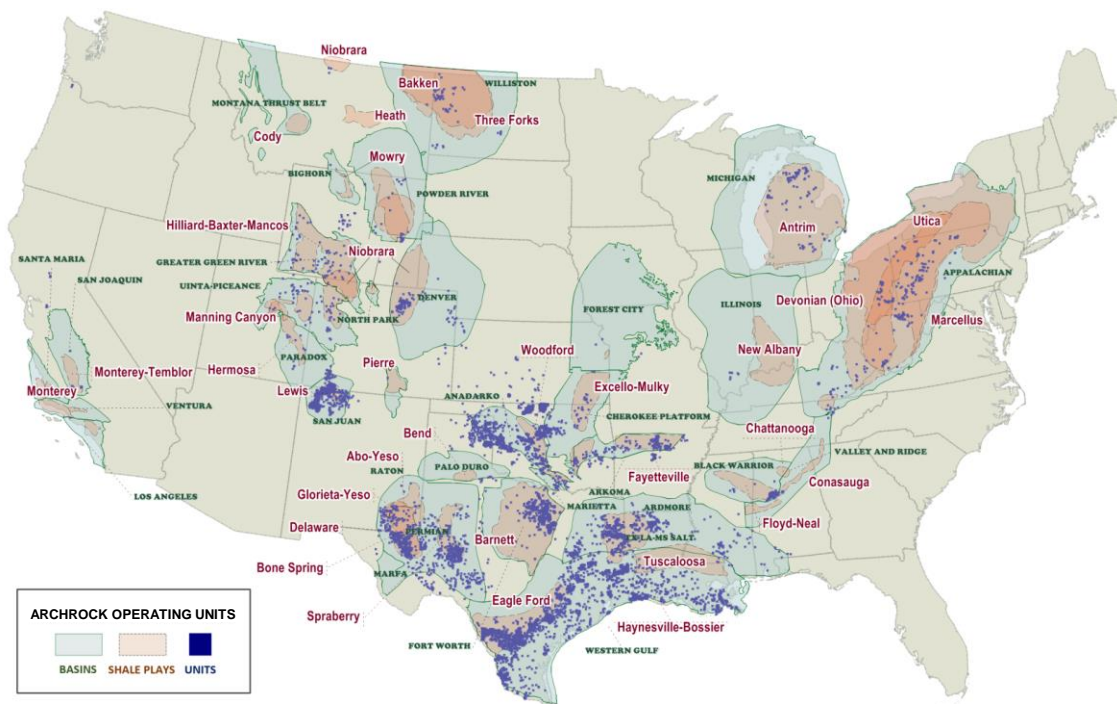 Niobrara
Bakken
WILLISTON
MONTANA THRUST BELT
Heath
Three Forks
Cody
Mowry
BIGHORN
POWDER RIVER
MICHIGAN
Hilliard-Baxter-Mancos
Antrim
Utica
Niobrara
SANTA MARIA
GREATER GREEN RIVER
SAN JOAQUIN
APPALACHIAN
UINTA-PICEANCE
DENVER
FOREST CITY
ILLINOIS
Devonian (Ohio)
Manning Canyon
NORTH PARK
Marcellus
Woodford
New Albany
PARADOX
Pierre
Monterey-Temblor
Hermosa
Excello-Mulky
Monterey
Lewis
ANADARKO
VENTURA
CHEROKEE PLATFORM
SAN JUAN
Chattanooga
Bend
VALLEY AND RIDGE
Abo-Yeso
RATON
PALO DURO
BLACK WARRIOR
Fayetteville
Conasauga
LOS ANGELES
ARKOMA
Glorieta-Yeso
MARIETTA
ARDMORE
Floyd-Neal
Delaware
PERMIAN
TX-LA-MS SALT
Barnett
Tuscaloosa
Bone Spring
MARFA
Eagle Ford
Spraberry
Haynesville-Bossier
FORT WORTH
WESTERN GULF
ARCHROCK OPERATING UNITS
BASINS
SHALE PLAYS
UNITS